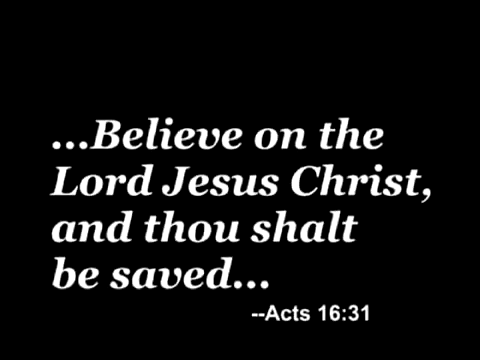 ...Believe on the
Lord Jesus Christ,
and thou shalt
be saved...
--Acts 16:31